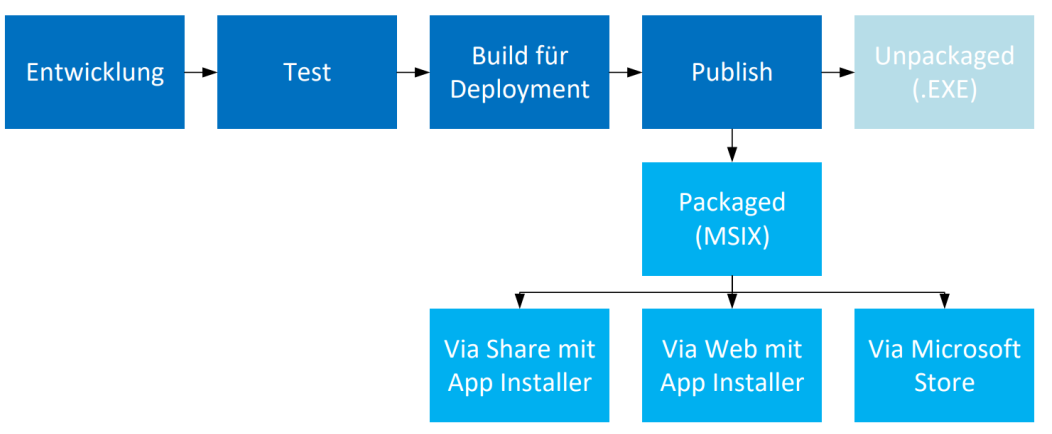 Entwicklung
Test
Build für
Deployment
Publish
Unpackaged
(.EXE)
Packaged
(MSIX)
Via Share mit
App Installer
Via Web mit
App Installer
Via Microsoft
Store